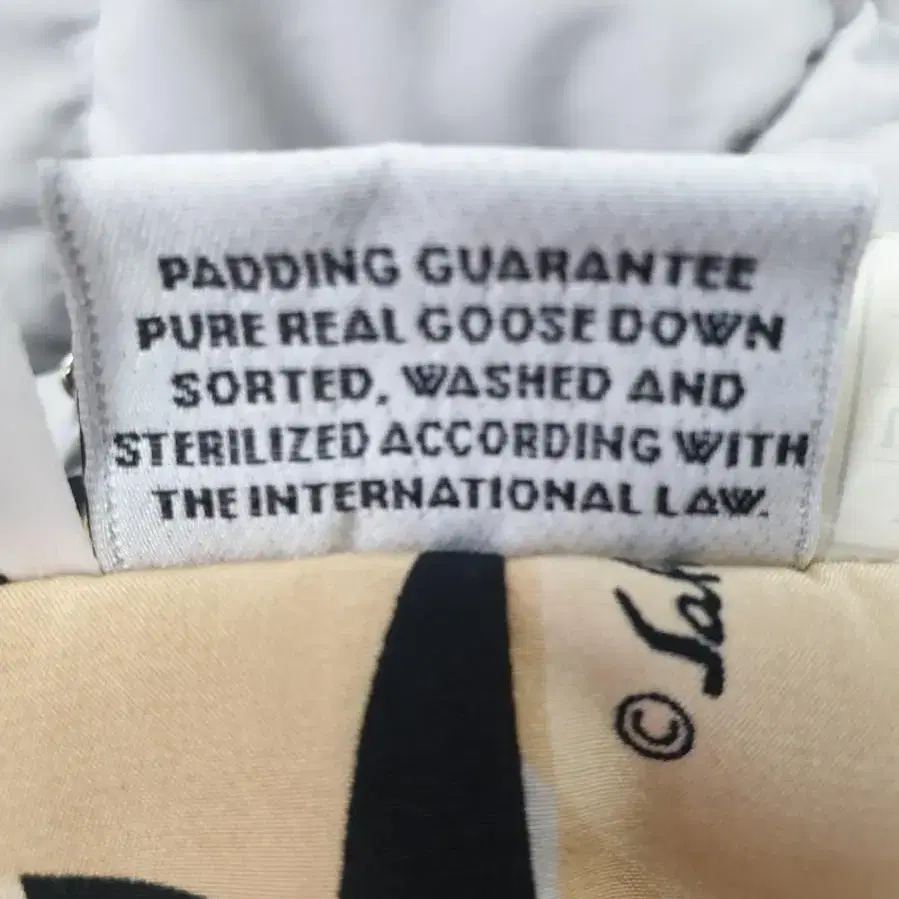 PADDING GUARANTEE
PURE REAL GOOSE DOWN
SORTED, WASHED AND
STERILIZED ACCORDING WITH
THE INTERNATIONAL LAW.
©